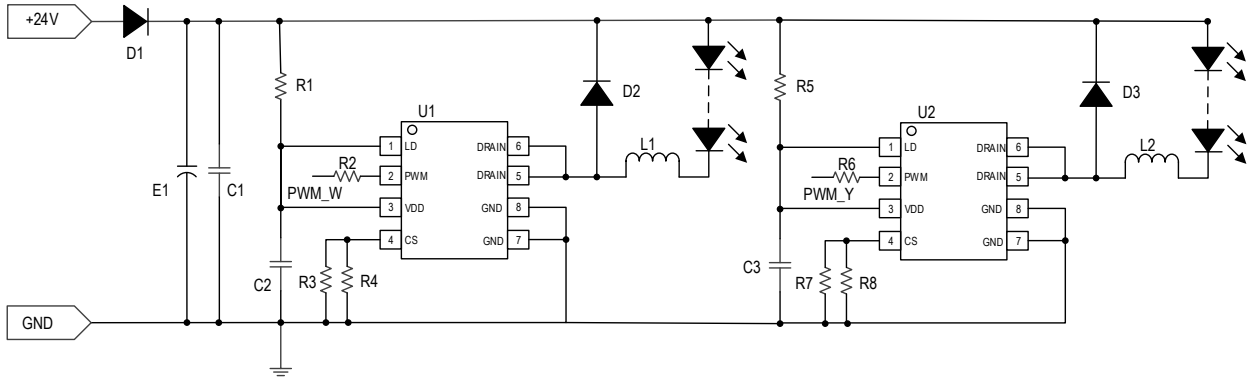 +24V
D1
E1
C1
R1
C2
R2
PWM_W
R3
R4
U1
1 LD
2 PWM
3 VDD
4 CS
DRAIN 6
DRAIN 5
GND 8
GND 7
D2
L1
R5
C3
R6
PWM_Y
R7
R8
U2
1 LD
2 PWM
3 VDD
4 CS
DRAIN 6
DRAIN 5
GND 8
GND 7
D3
L2
GND